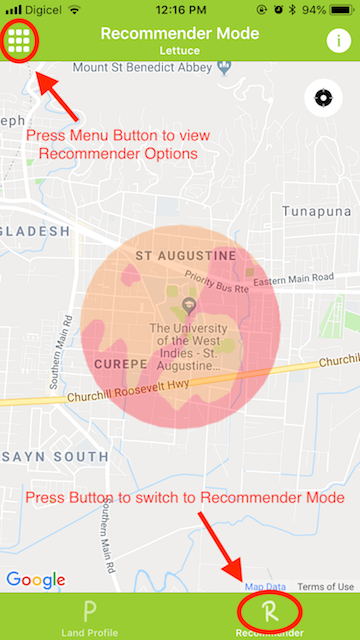 Digicel 12:16 PM 94%
Recommender Mode
Lettuce
i
Mount St Benedict Abbey
Press Menu Button to view
Recommender Options
eph
Tunapuna
GLADESH
ST AUGUSTINE
Priority Bus Rte
Eastern Main Road
The University
of the West
Indies - St.
Augustine...
Southern Main Rd
CUREPE
Churchill
Churchill Roosevelt Hwy
SAYN SOUTH
Press Button to switch to Recommender Mode
Southern Main Rd
Google
Map Data Terms of Use
P R
Land Profile Recommender